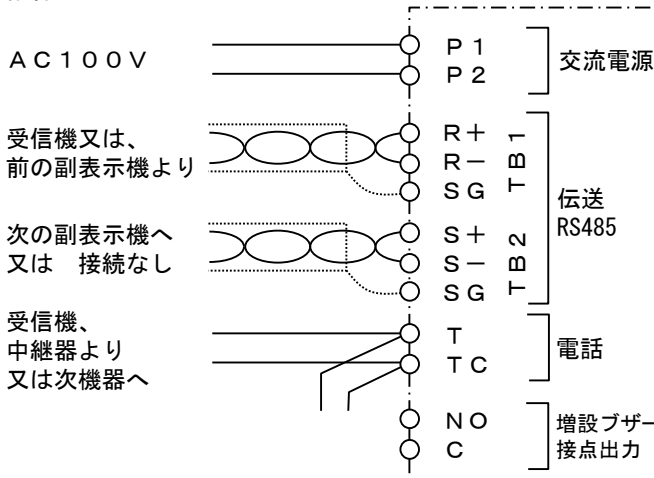 AC100V
P1
P2
交流電源
受信機又は、
前の副表示機より
R+
R-
SG
TB1
次の副表示機へ
又は 接続なし
S+
S-
SG
TB2
伝送
RS485
受信機、
中継器より
又は次機器へ
T
TC
電話
NO
C
増設ブザー
接点出力